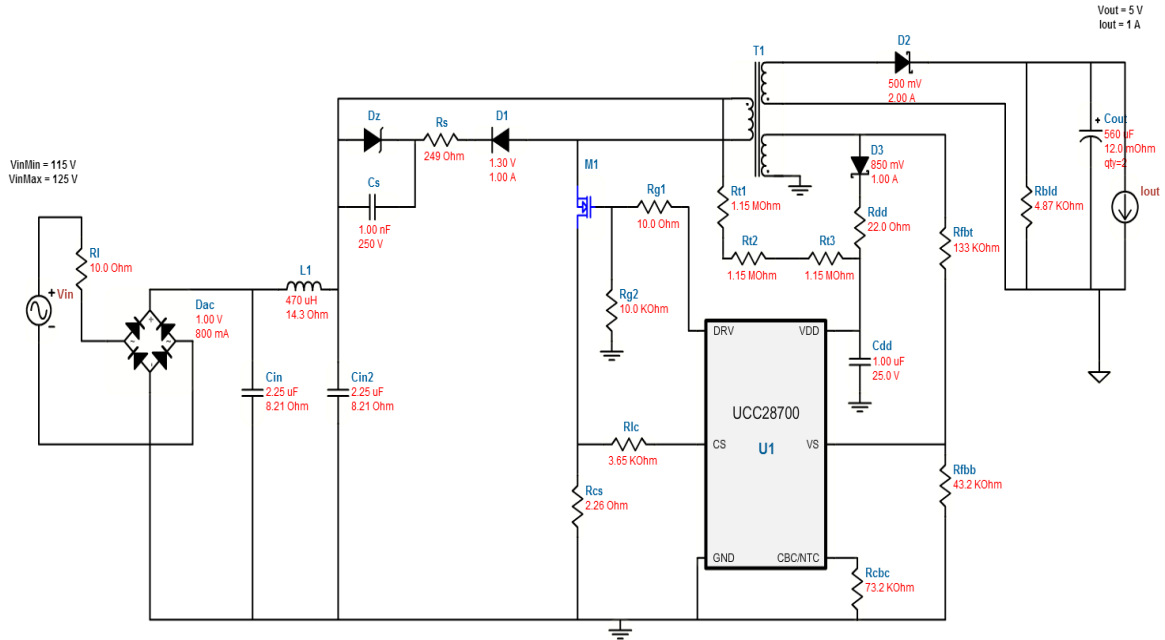 Vout = 5 V
Iout = 1 A
T1
D2
500 mV
2.00 A
Dz
Rs
249 Ohm
D1
1.30 V
1.00 A
M1
Cs
1.00 nF
250 V
VinMin = 115 V
VinMax = 125 V
D3
850 mV
1.00 A
+
Cout
560 uF
12.0 mOhm
qty=2
Rg1
10.0 Ohm
Rt1
1.15 MOhm
Rdd
22.0 Ohm
Rbld
4.87 KOhm
Iout
Rt2
1.15 MOhm
Rt3
1.15 MOhm
Rfbt
133 KOhm
Rl
10.0 Ohm
L1
470 uH
14.3 Ohm
+
Vin
−
Dac
1.00 V
800 mA
+
~
~
-
Rg2
10.0 KOhm
DRV
VDD
Cdd
1.00 uF
25.0 V
Cin
2.25 uF
8.21 Ohm
Cin2
2.25 uF
8.21 Ohm
UCC28700
U1
Rlc
3.65 KOhm
CS
VS
Rcs
2.26 Ohm
Rfbb
43.2 KOhm
GND
CBC/NTC
Rcbc
73.2 KOhm